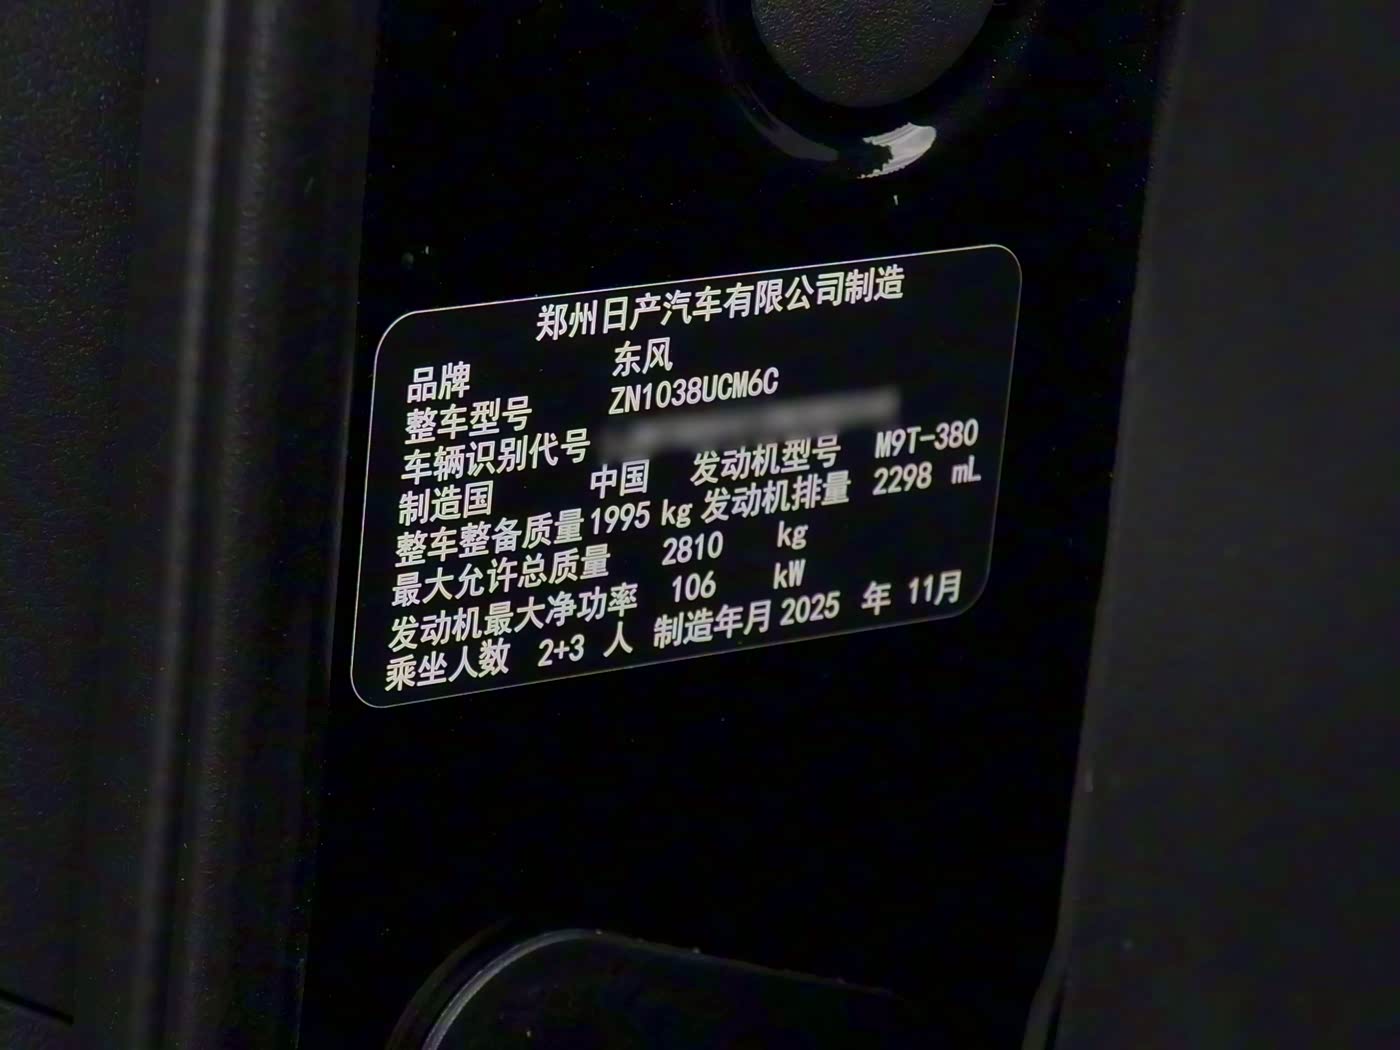 郑州日产汽车有限公司制造
品牌 东风
整车型号 ZN1038UCM6C
车辆识别代号
制造国 中国 发动机型号 M9T-380
整车整备质量 1995 kg 发动机排量 2298 mL
最大允许总质量 2810 kg
发动机最大净功率 106 kW
乘坐人数 2+3 人 制造年月 2025 年 11月